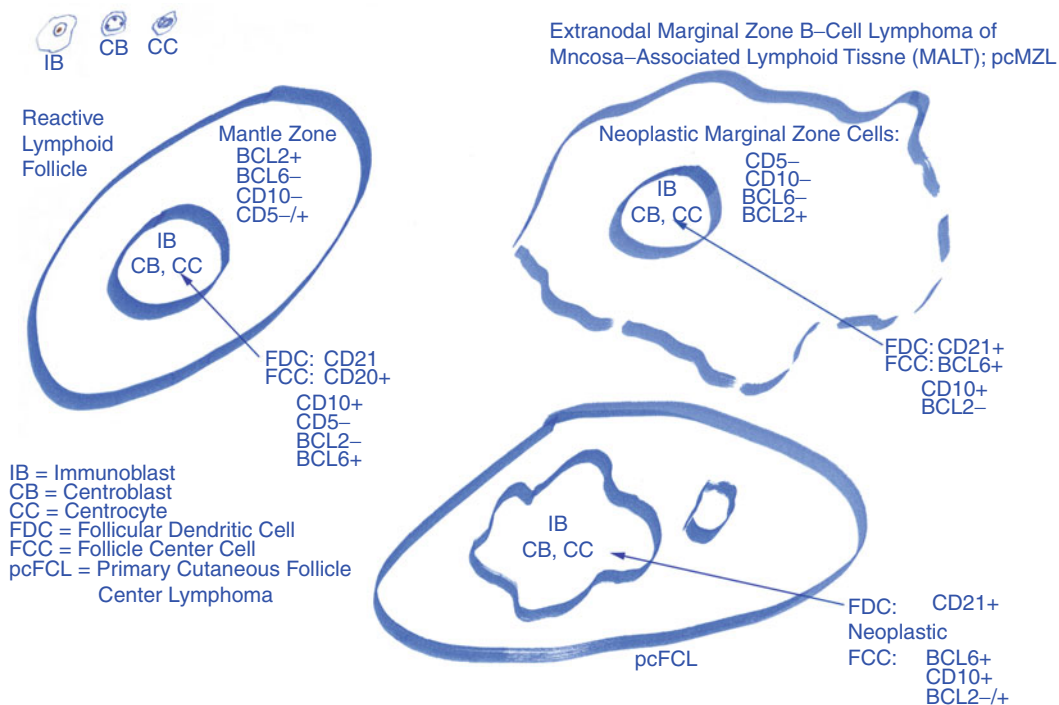 IB
CB
CC
Extranodal Marginal Zone B–Cell Lymphoma of
Mncosa–Associated Lymphoid Tissne (MALT); pcMZL
Reactive
Lymphoid
Follicle
Mantle Zone
BCL2+
BCL6–
CD10–
CD5–/+
IB
CB, CC
FDC: CD21
FCC: CD20+
CD10+
CD5–
BCL2–
BCL6+
Neoplastic Marginal Zone Cells:
CD5–
CD10–
BCL6–
BCL2+
IB
CB, CC
FDC: CD21+
FCC: BCL6+
CD10+
BCL2–
IB = Immunoblast
CB = Centroblast
CC = Centrocyte
FDC = Follicular Dendritic Cell
FCC = Follicle Center Cell
pcFCL = Primary Cutaneous Follicle
Center Lymphoma
IB
CB, CC
FDC: CD21+
Neoplastic
FCC: BCL6+
CD10+
BCL2–/+
pcFCL